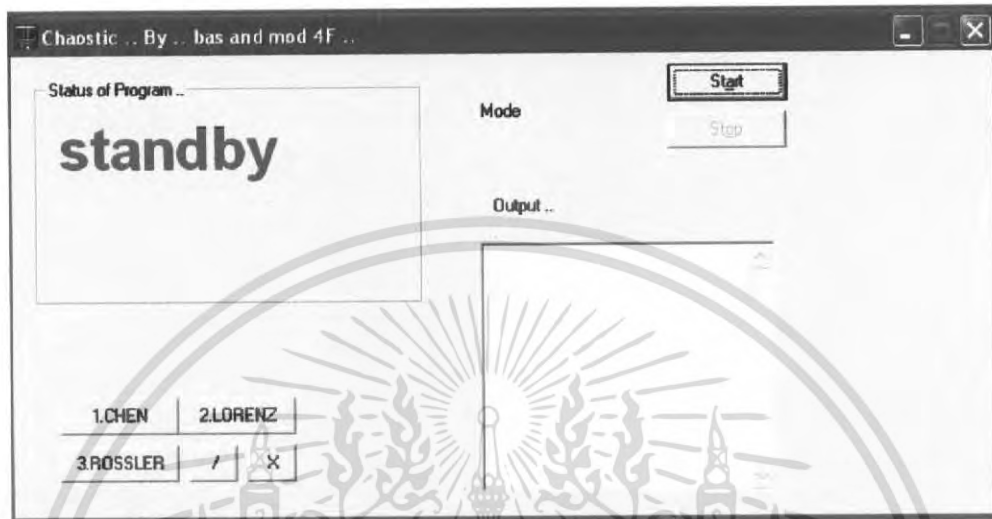 Chaostic .. By .. bas and mod 4F ..
Status of Program ..
standby
Mode
Start
Stop
Output ..
1.CHEN
2.LORENZ
3.ROSSLER
/
X